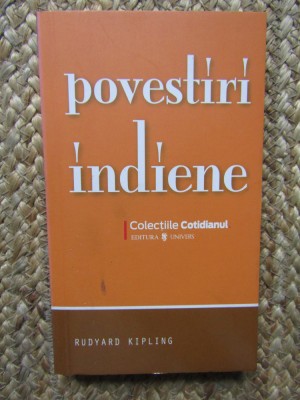 povestiri
indiene
Colecțiile Cotidianul
EDITURA UNIVERS
RUDYARD KIPLING